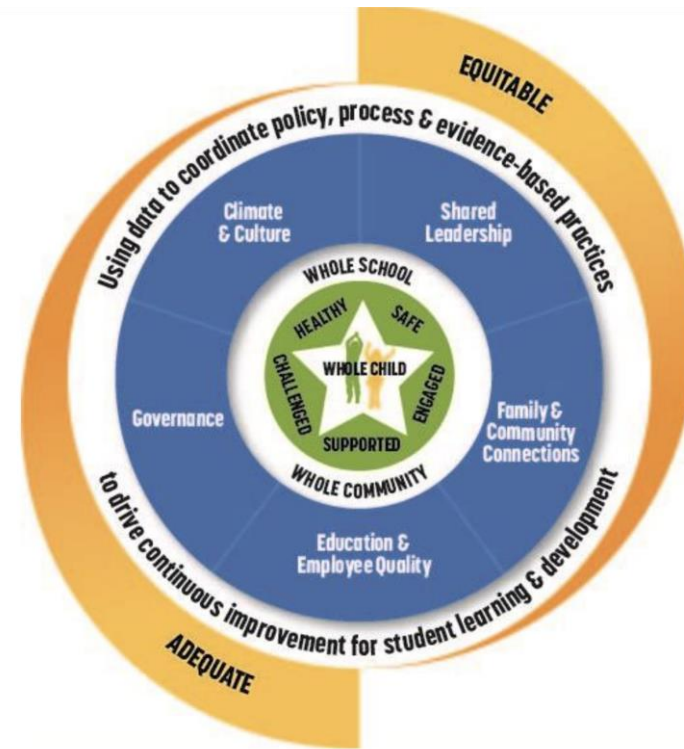 EQUITABLE
Using data to coordinate policy, process & evidence-based practices
Climate
& Culture
Shared
Leadership
WHOLE SCHOOL
HEALTHY
SAFE
WHOLE CHILD
CHALLENGED
ENGAGED
SUPPORTED
WHOLE COMMUNITY
Governance
Family &
Community
Connections
Education &
Employee Quality
to drive continuous improvement for student learning & development
ADEQUATE